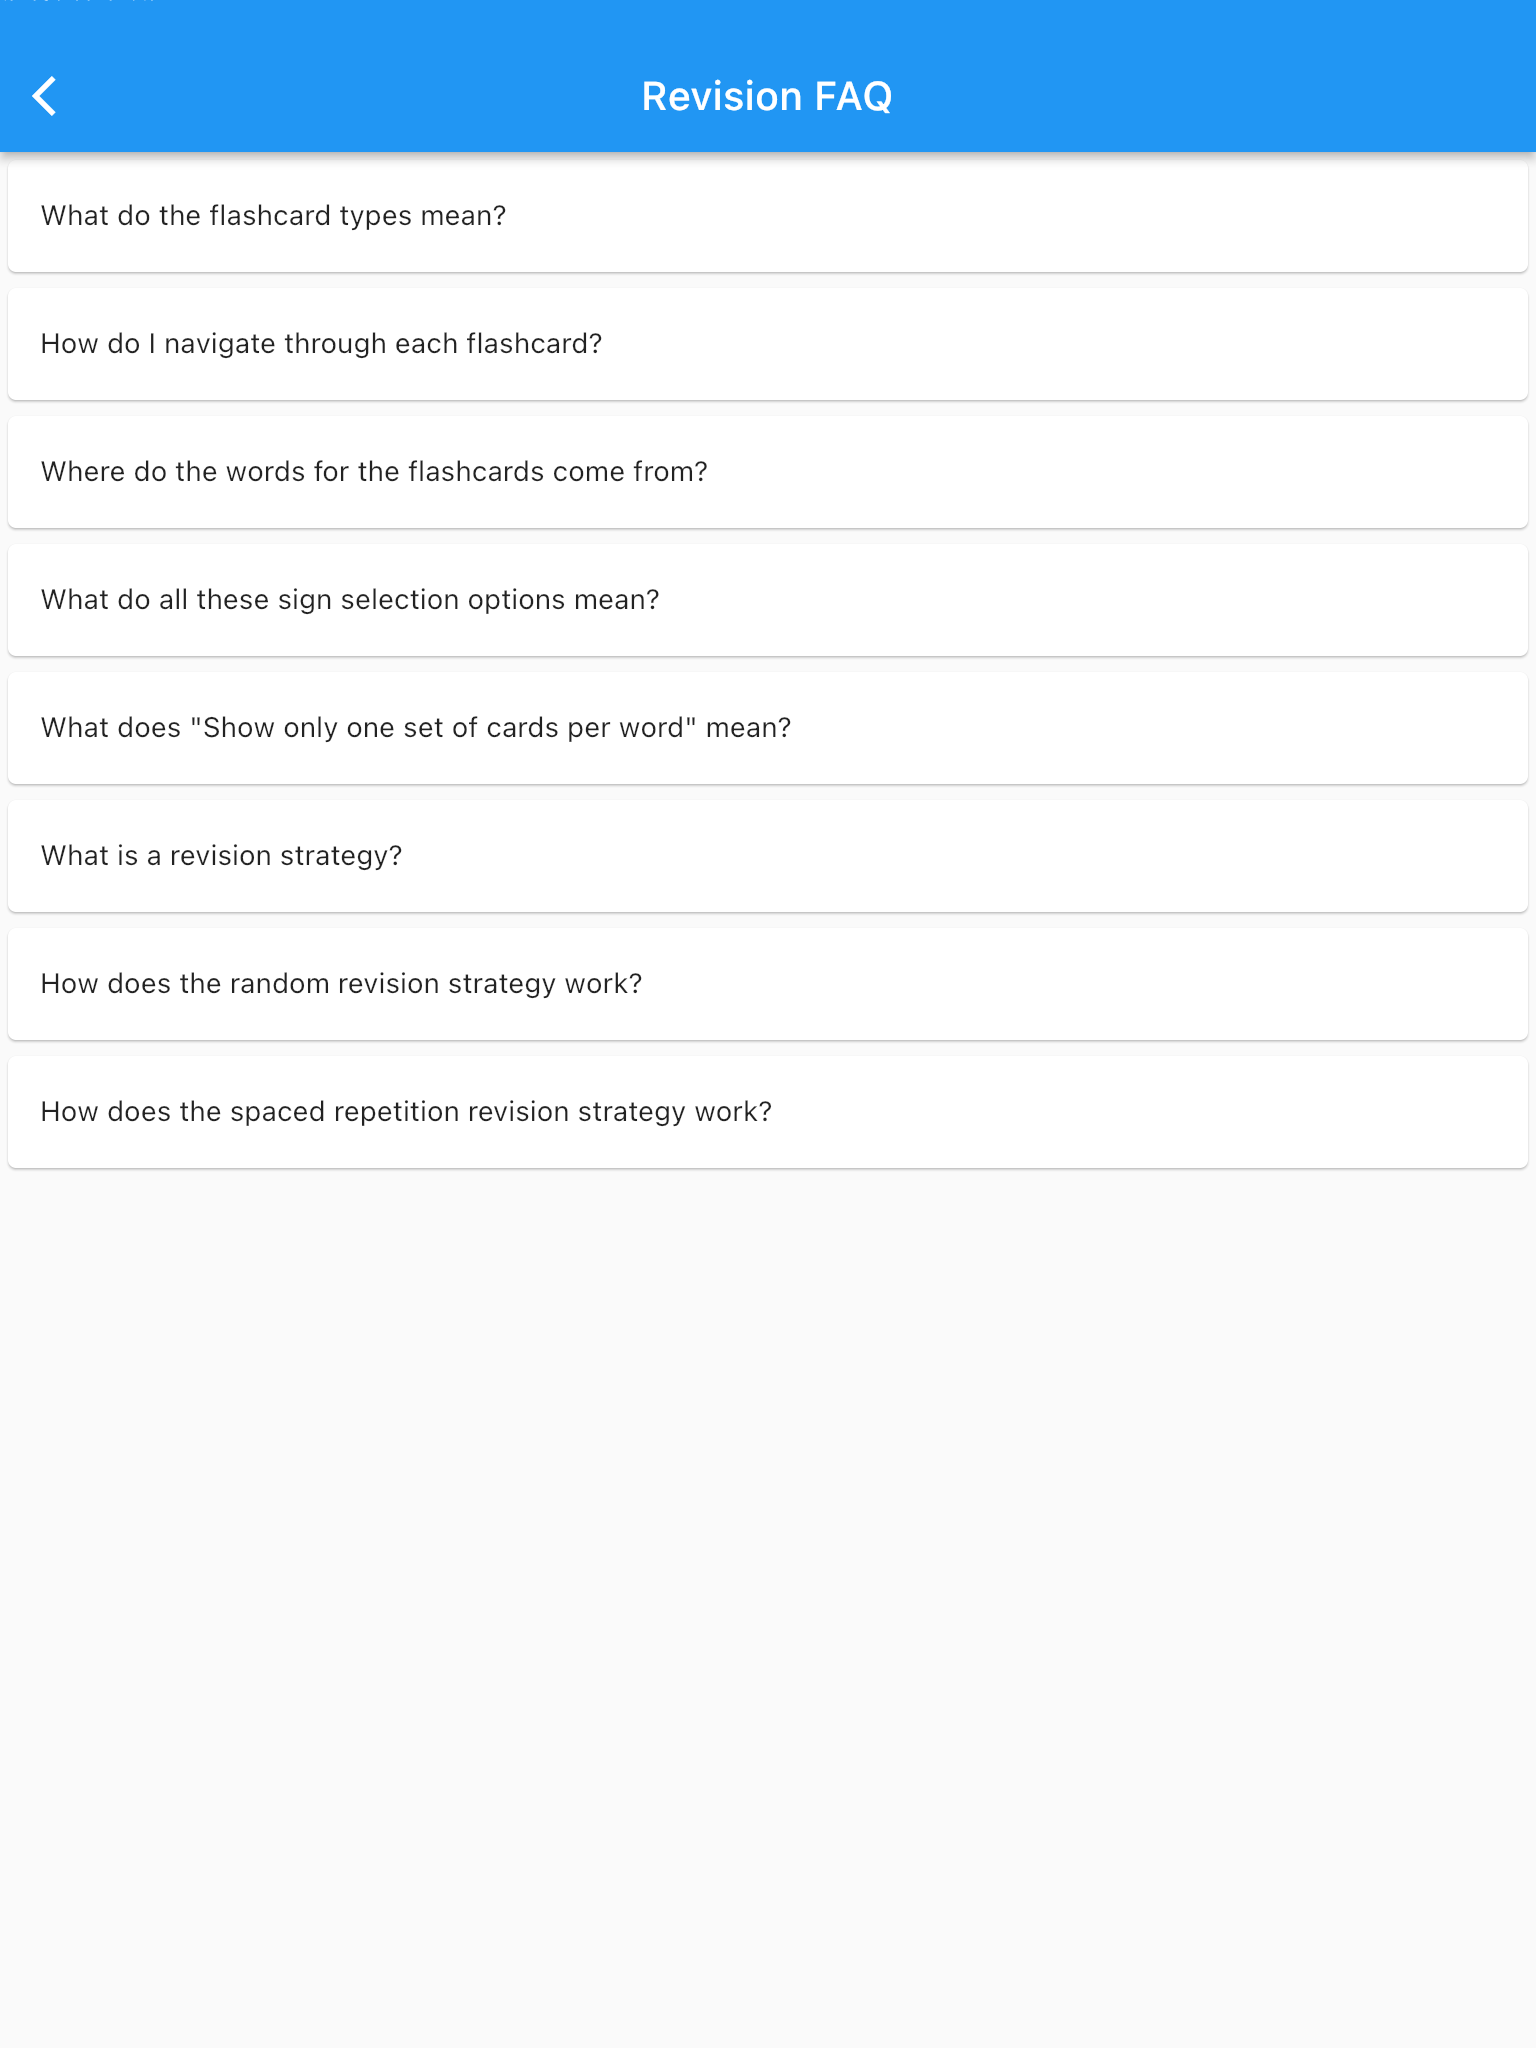 Revision FAQ
What do the flashcard types mean?
How do I navigate through each flashcard?
Where do the words for the flashcards come from?
What do all these sign selection options mean?
What does "Show only one set of cards per word" mean?
What is a revision strategy?
How does the random revision strategy work?
How does the spaced repetition revision strategy work?